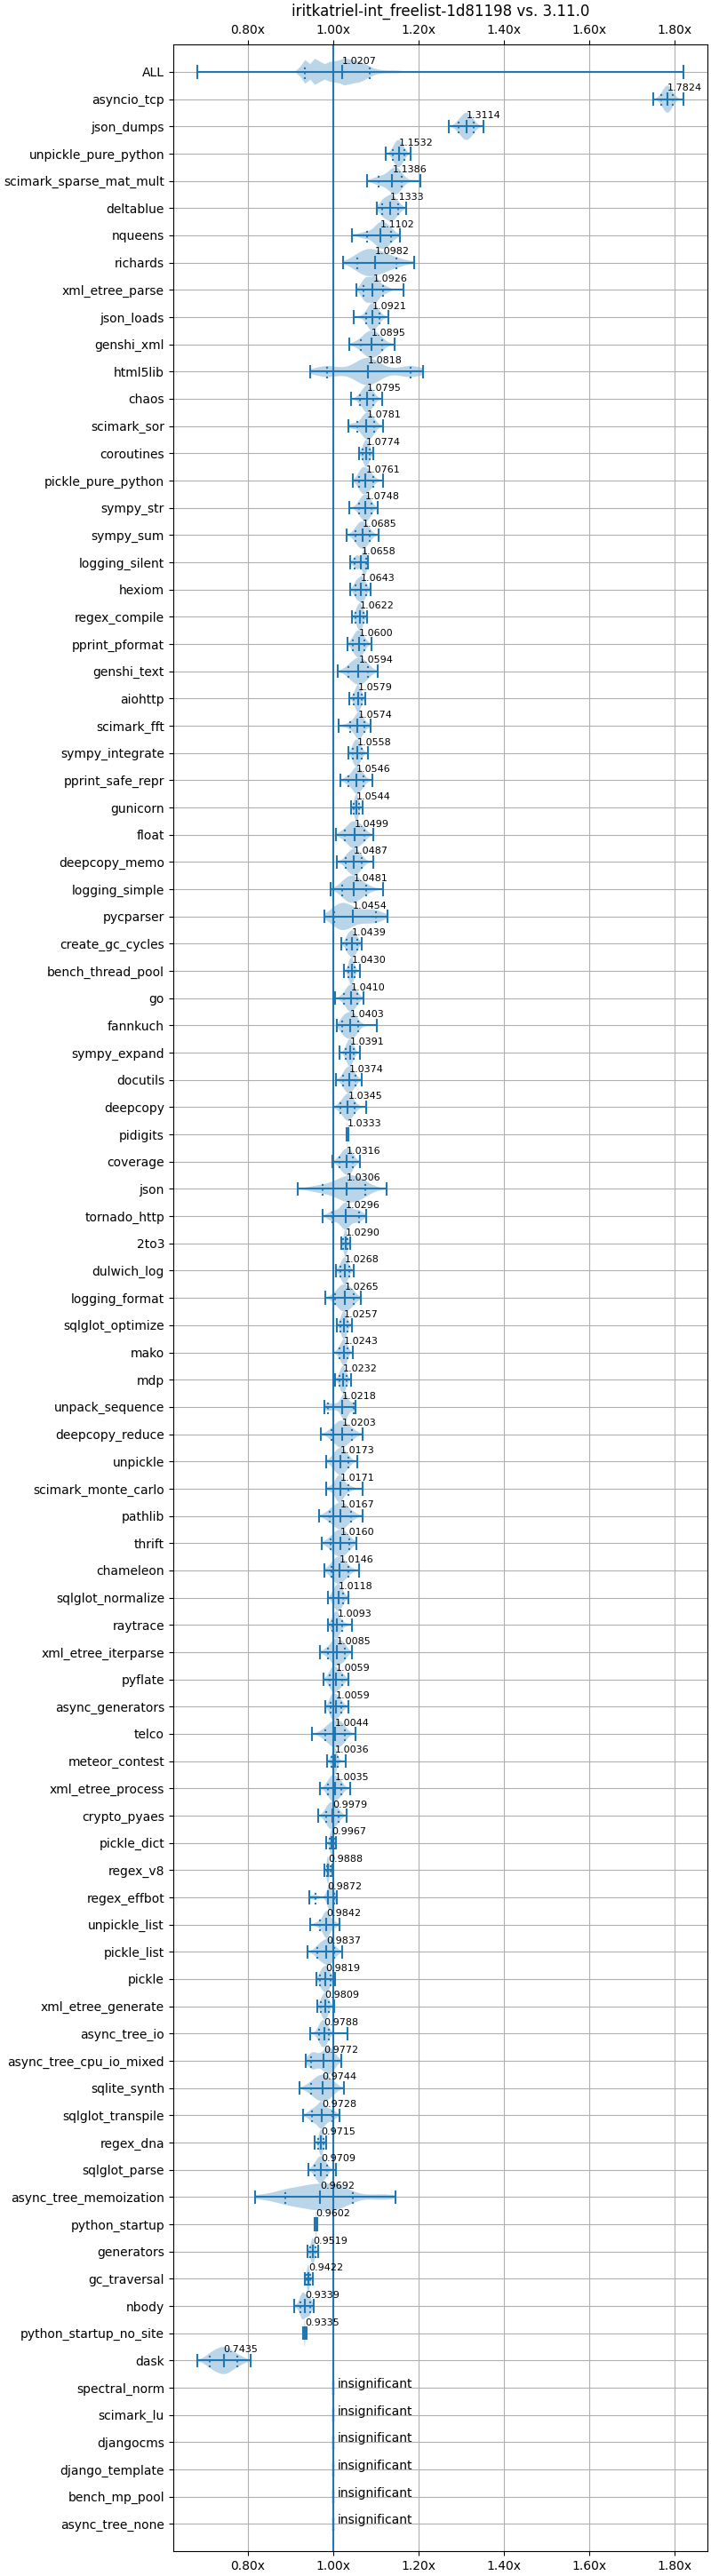 iritkatriel-int_freelist-1d81198 vs. 3.11.0
0.80x 1.00x 1.20x 1.40x 1.60x 1.80x
ALL 1.0207
asyncio_tcp 1.7824
json_dumps 1.3114
unpickle_pure_python 1.1532
scimark_sparse_mat_mult 1.1386
deltablue 1.1333
nqueens 1.1102
richards 1.0982
xml_etree_parse 1.0926
json_loads 1.0921
genshi_xml 1.0895
html5lib 1.0818
chaos 1.0795
scimark_sor 1.0781
coroutines 1.0774
pickle_pure_python 1.0761
sympy_str 1.0748
sympy_sum 1.0685
logging_silent 1.0658
hexiom 1.0643
regex_compile 1.0622
pprint_pformat 1.0600
genshi_text 1.0594
aiohttp 1.0579
scimark_fft 1.0574
sympy_integrate 1.0558
pprint_safe_repr 1.0546
gunicorn 1.0544
float 1.0499
deepcopy_memo 1.0487
logging_simple 1.0481
pycparser 1.0454
create_gc_cycles 1.0439
bench_thread_pool 1.0430
go 1.0410
fannkuch 1.0403
sympy_expand 1.0391
docutils 1.0374
deepcopy 1.0345
pidigits 1.0333
coverage 1.0316
json 1.0306
tornado_http 1.0296
2to3 1.0290
dulwich_log 1.0268
logging_format 1.0265
sqlglot_optimize 1.0257
mako 1.0243
mdp 1.0232
unpack_sequence 1.0218
deepcopy_reduce 1.0203
unpickle 1.0173
scimark_monte_carlo 1.0171
pathlib 1.0167
thrift 1.0160
chameleon 1.0146
sqlglot_normalize 1.0118
raytrace 1.0093
xml_etree_iterparse 1.0085
pyflate 1.0059
async_generators 1.0059
telco 1.0044
meteor_contest 1.0036
xml_etree_process 1.0035
crypto_pyaes 0.9979
pickle_dict 0.9967
regex_v8 0.9888
regex_effbot 0.9872
unpickle_list 0.9842
pickle_list 0.9837
pickle 0.9819
xml_etree_generate 0.9809
async_tree_io 0.9788
async_tree_cpu_io_mixed 0.9772
sqlite_synth 0.9744
sqlglot_transpile 0.9728
regex_dna 0.9715
sqlglot_parse 0.9709
async_tree_memoization 0.9692
python_startup 0.9602
generators 0.9519
gc_traversal 0.9422
nbody 0.9339
python_startup_no_site 0.9335
dask 0.7435
spectral_norm insignificant
scimark_lu insignificant
djangocms insignificant
django_template insignificant
bench_mp_pool insignificant
async_tree_none insignificant
0.80x 1.00x 1.20x 1.40x 1.60x 1.80x